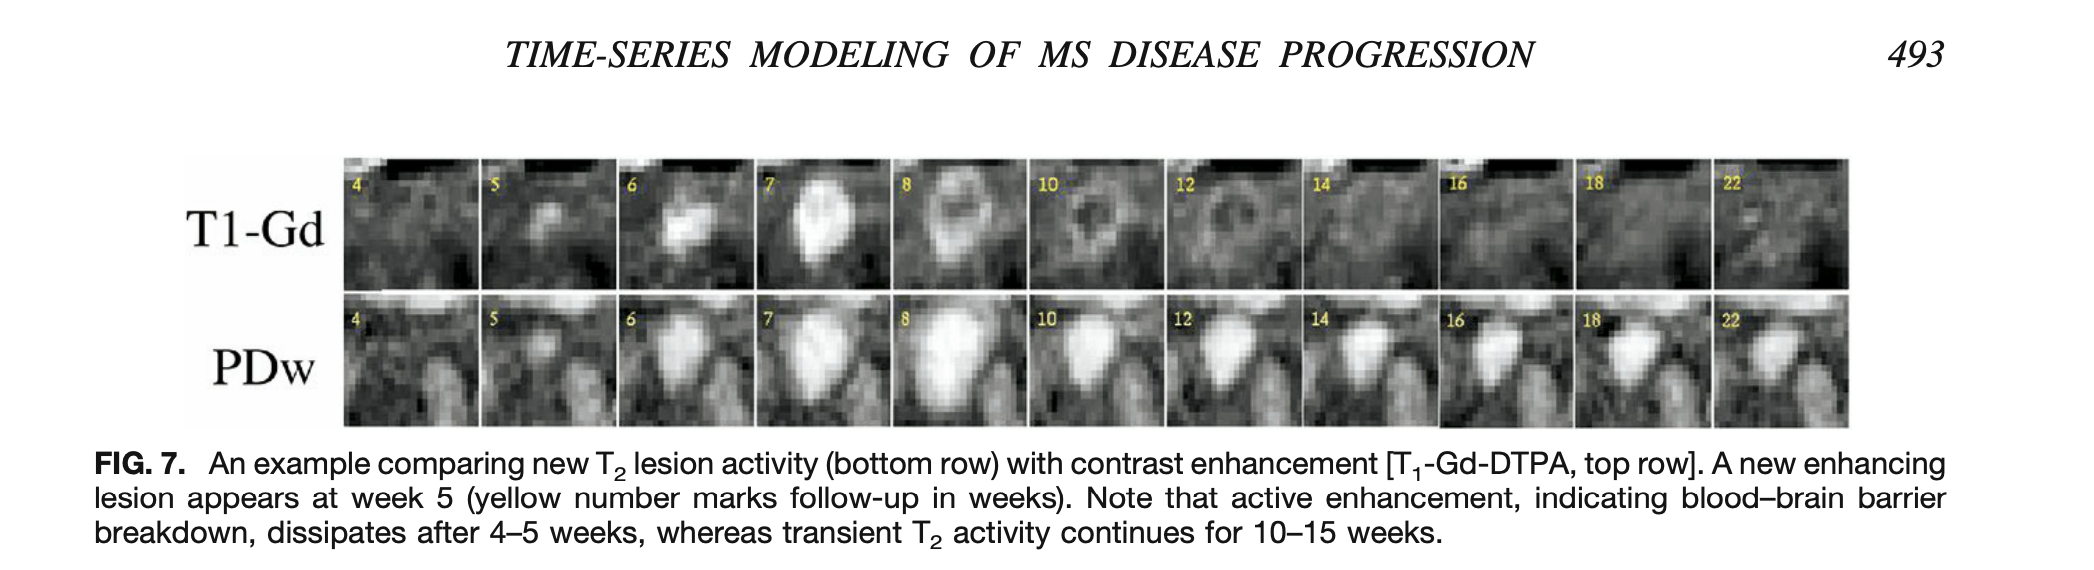 TIME-SERIES MODELING OF MS DISEASE PROGRESSION 493
T1-Gd 4 5 6 7 8 10 12 14 16 18 22
PDw 4 5 6 7 8 10 12 14 16 18 22
FIG. 7. An example comparing new T₂ lesion activity (bottom row) with contrast enhancement [T₁-Gd-DTPA, top row]. A new enhancing
lesion appears at week 5 (yellow number marks follow-up in weeks). Note that active enhancement, indicating blood–brain barrier
breakdown, dissipates after 4–5 weeks, whereas transient T₂ activity continues for 10–15 weeks.